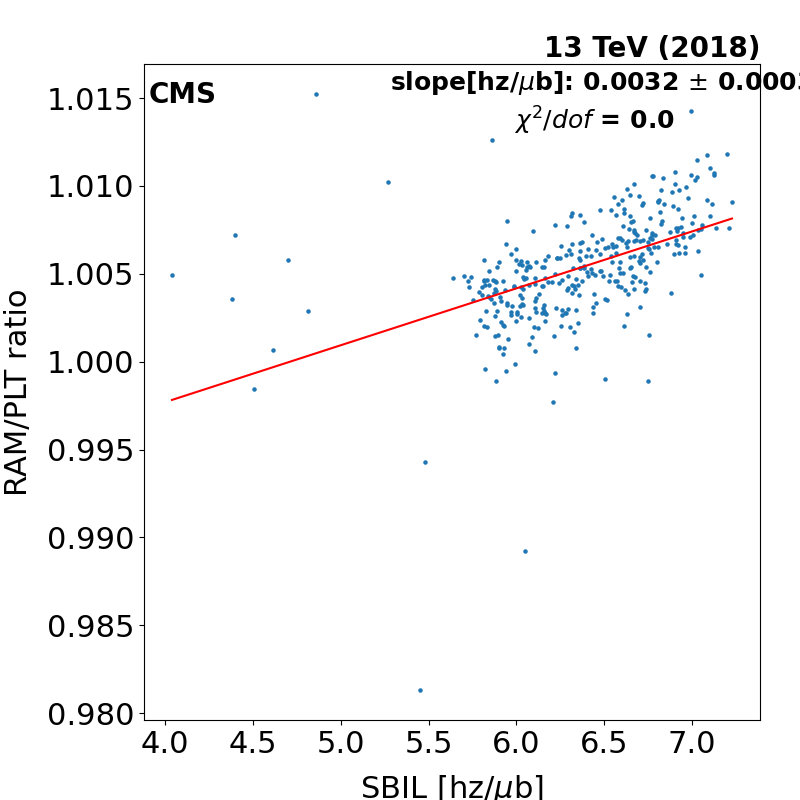 13 TeV (2018)
CMS
slope[hz/μb]: 0.0032 ± 0.0003
χ²/dof = 0.0
1.015
1.010
1.005
1.000
0.995
0.990
0.985
0.980
RAM/PLT ratio
4.0 4.5 5.0 5.5 6.0 6.5 7.0
SBIL [hz/μb]